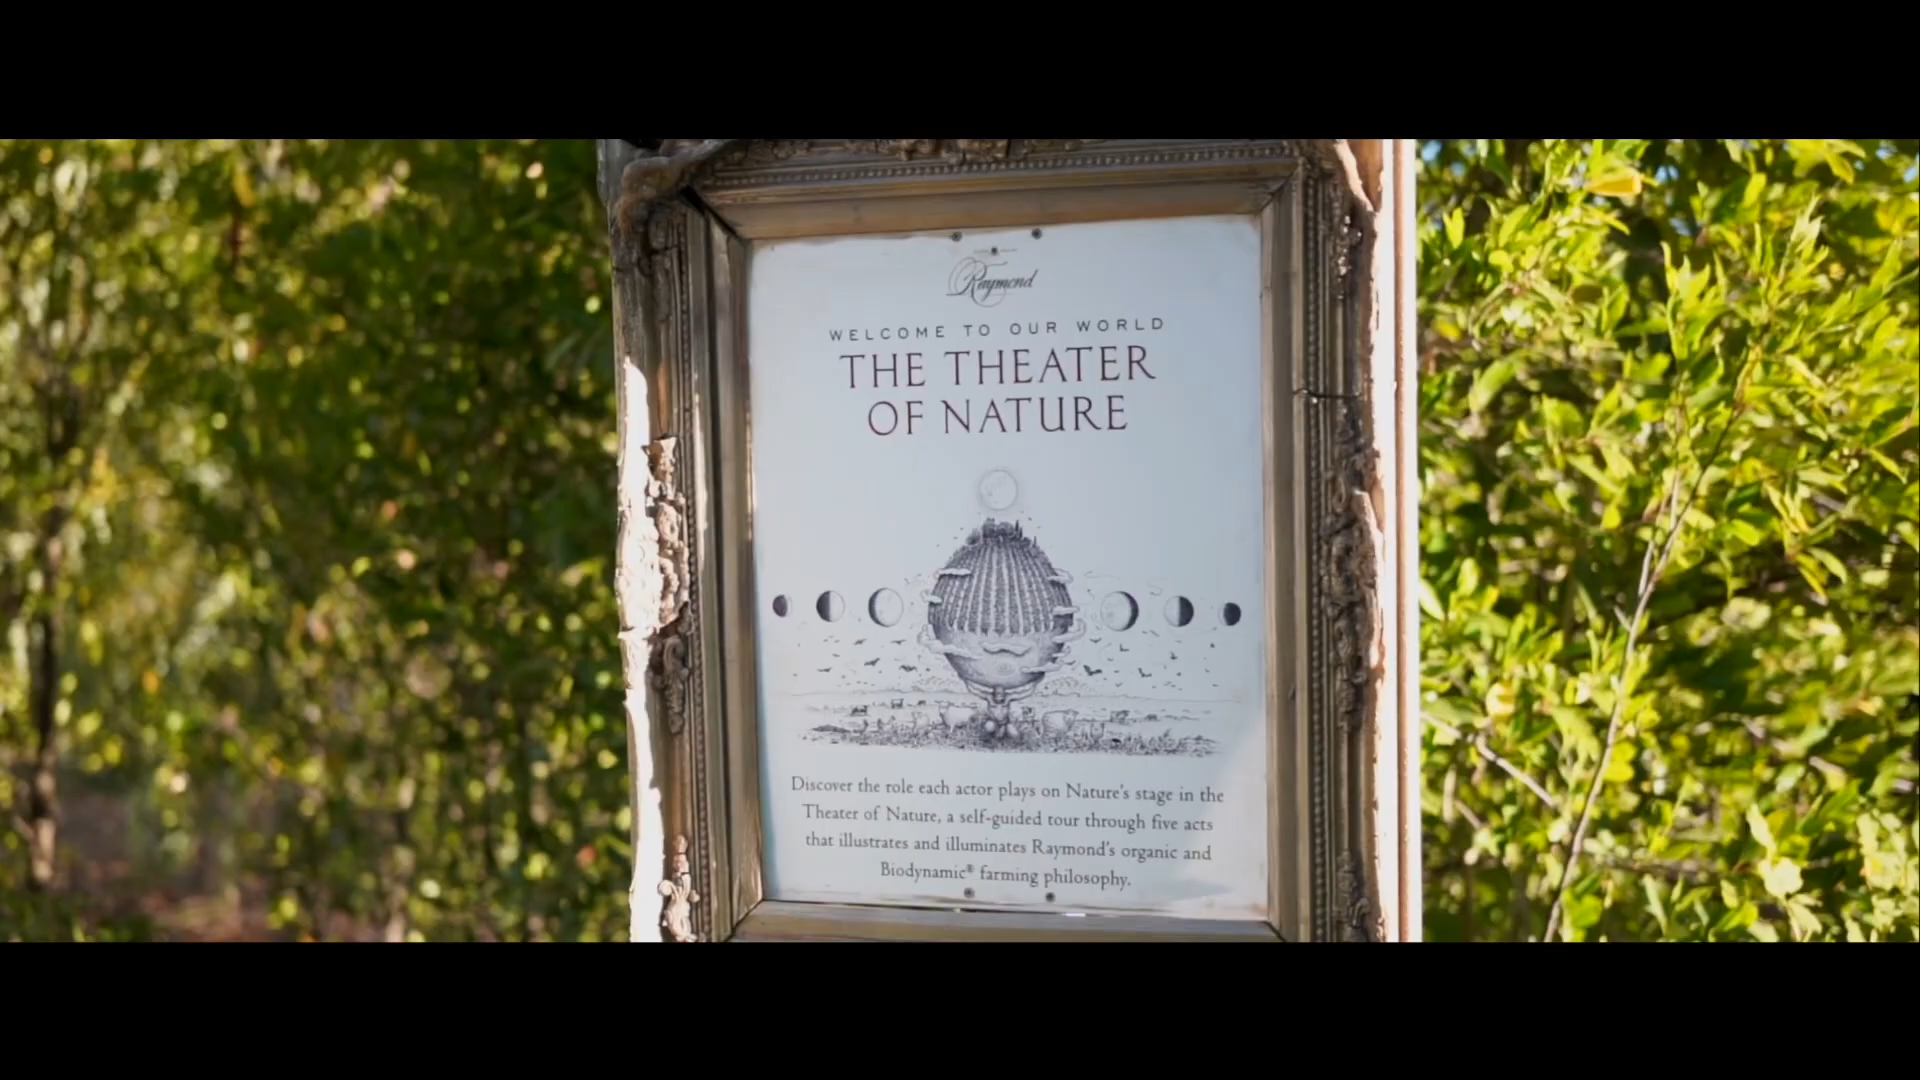 Raymond
WELCOME TO OUR WORLD
THE THEATER
OF NATURE
Discover the role each actor plays on Nature's stage in the
Theater of Nature, a self-guided tour through five acts
that illustrates and illuminates Raymond's organic and
Biodynamic® farming philosophy.